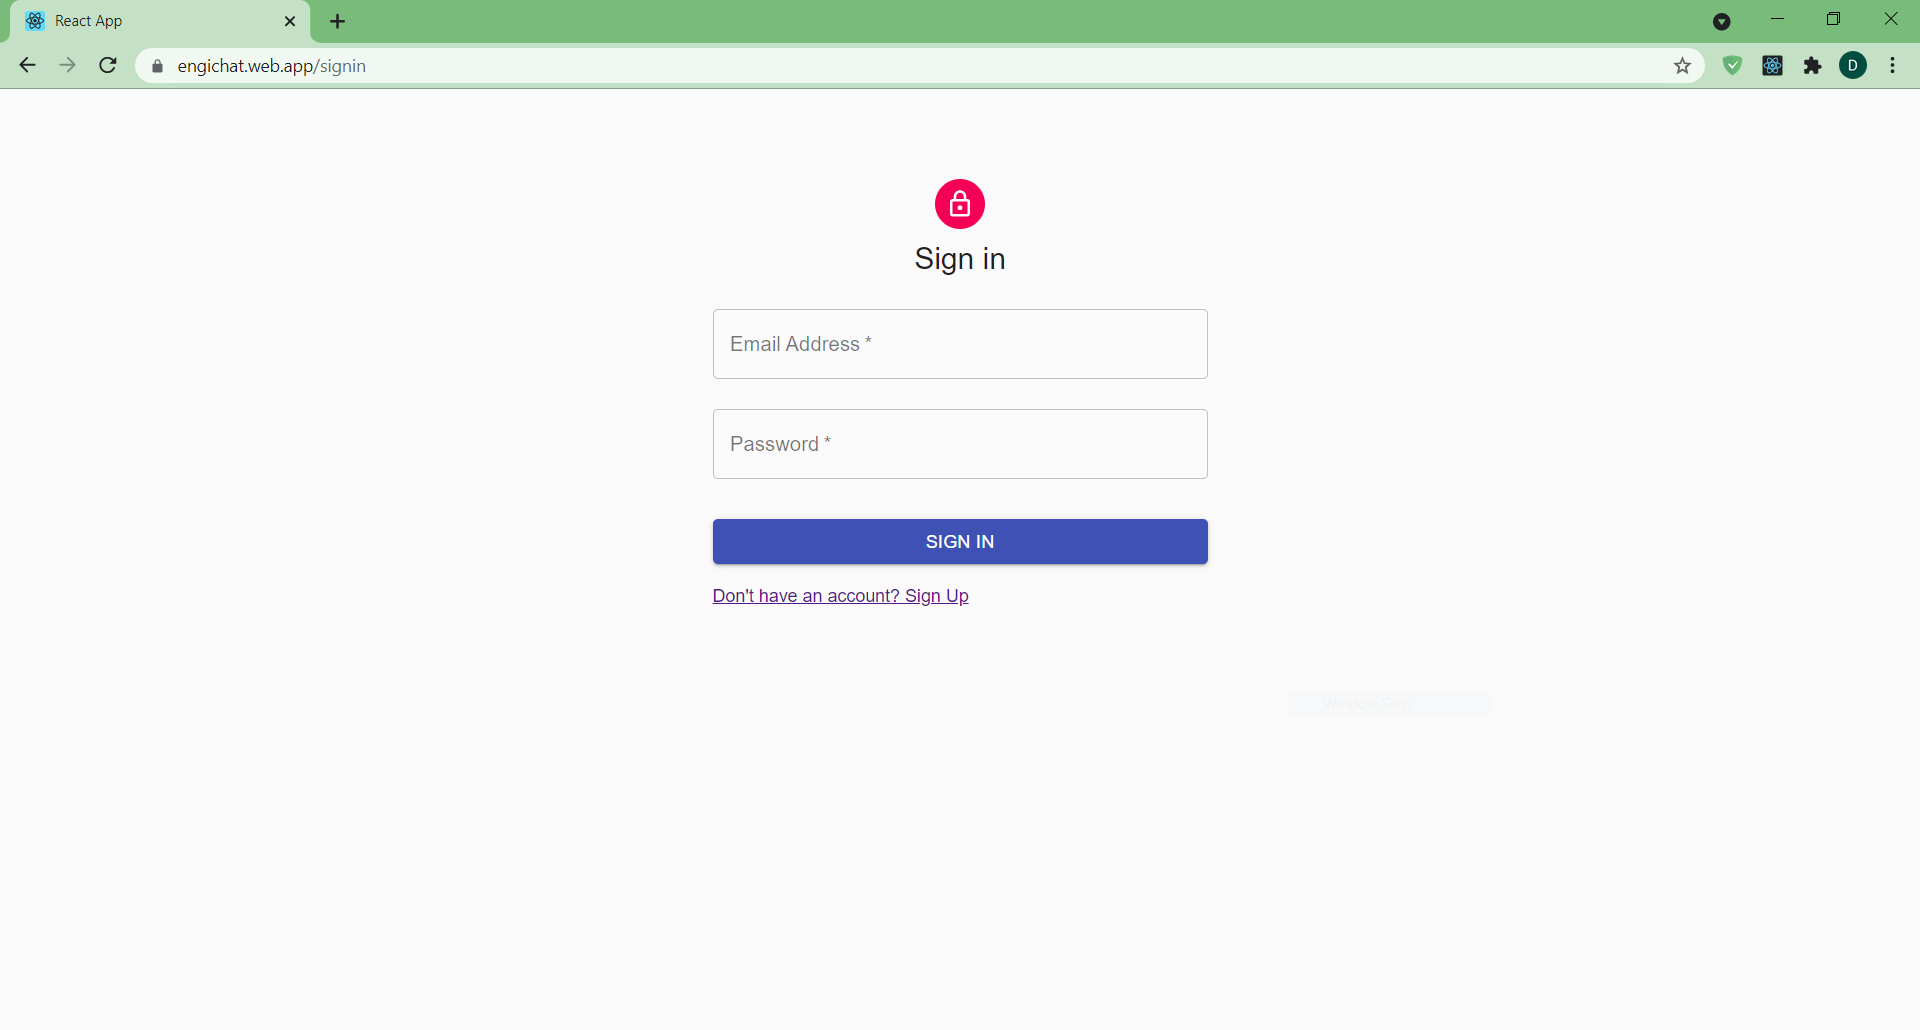 React App
engichat.web.app/signin
D
Sign in
Email Address *
Password *
SIGN IN
Don't have an account? Sign Up
Window Snip